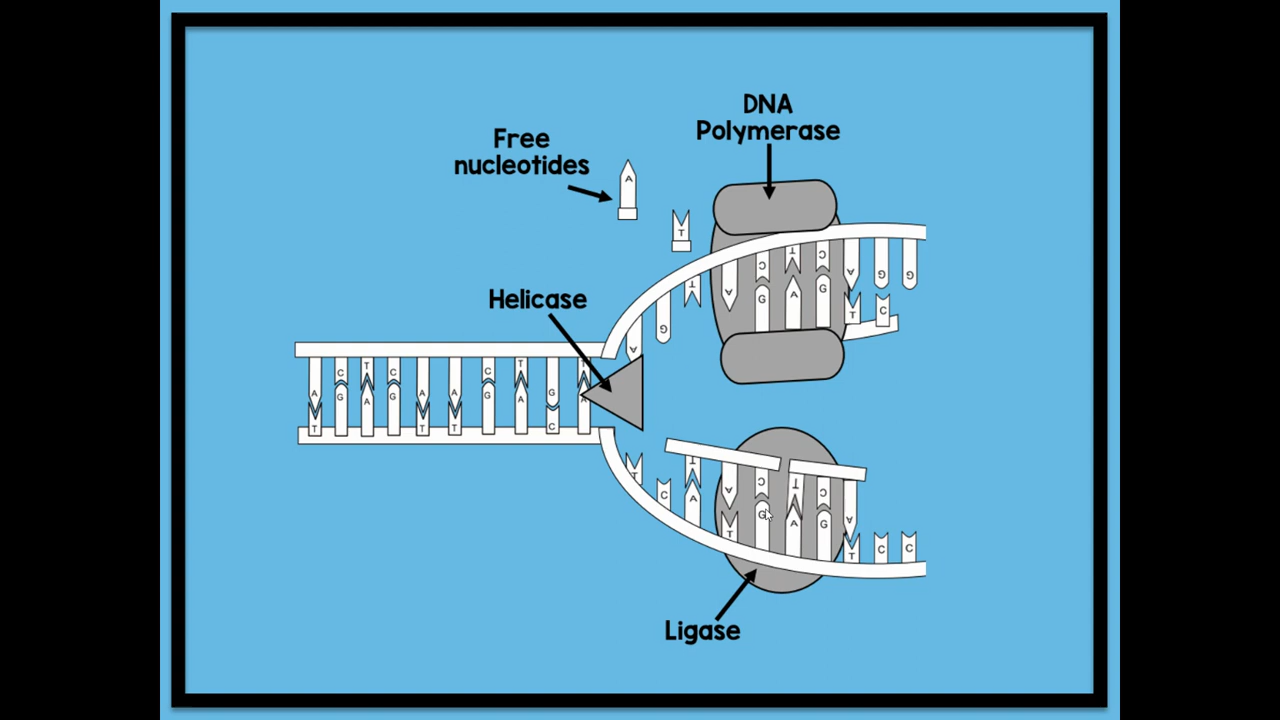 DNA
Polymerase
Free
nucleotides
A
T
Helicase
A G T A C T C A G G
G A G T C
A C T C A A C T G T
T G A G T T G A C A
T A C T C A
T C A T G A G T C C
Ligase